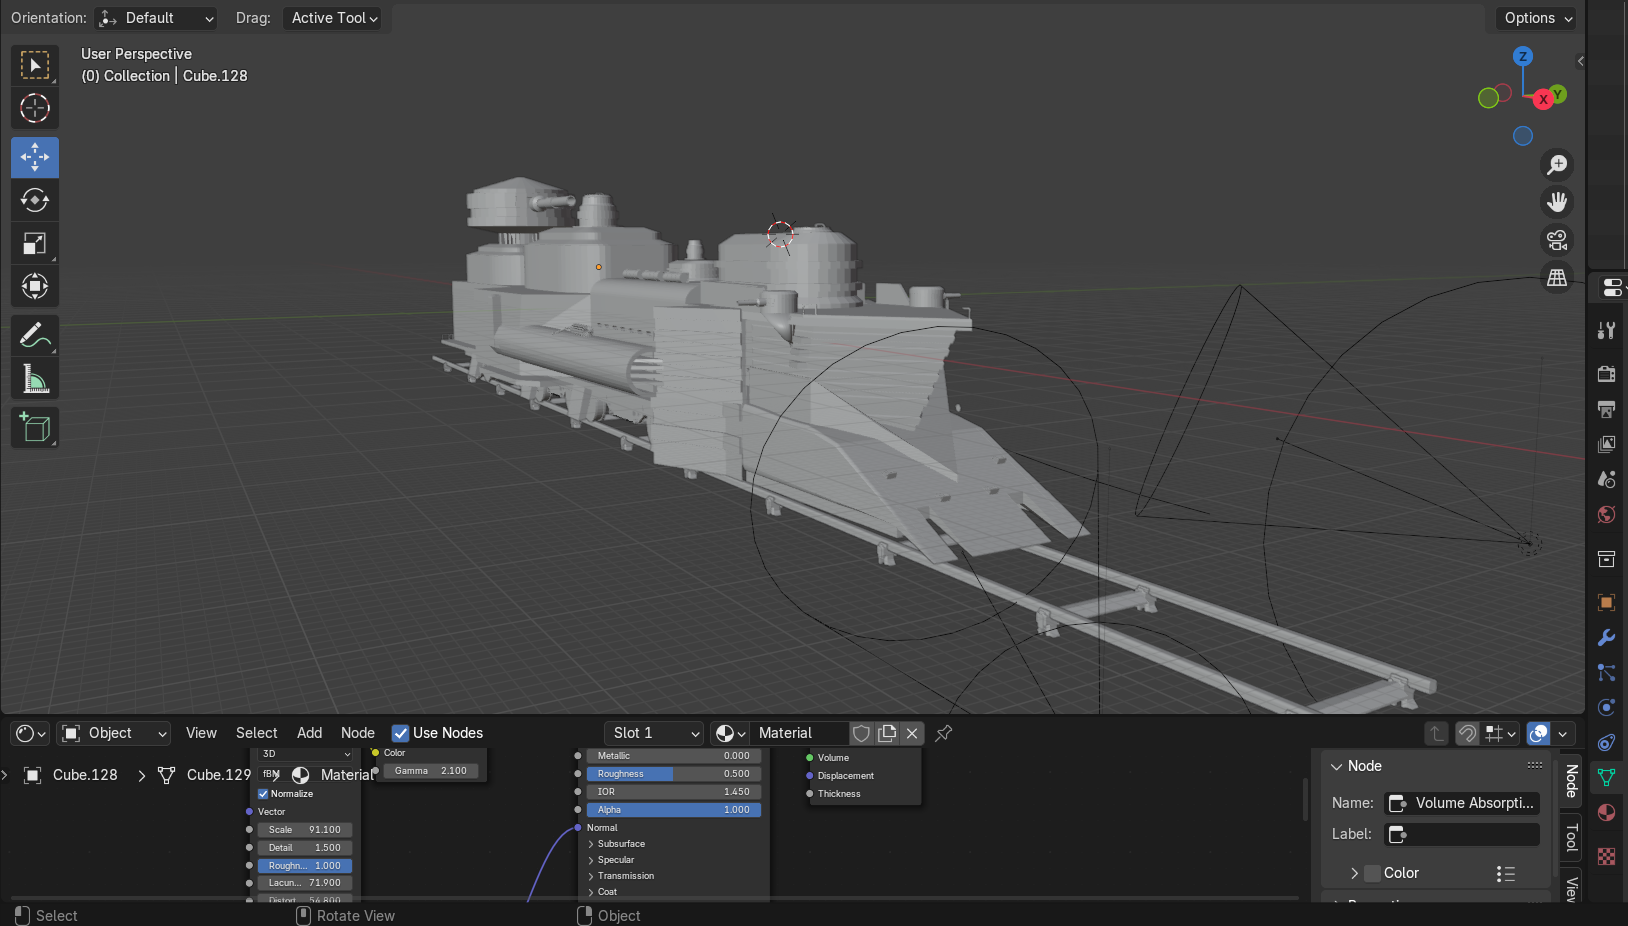 Orientation: Default Drag: Active Tool Options
User Perspective
(0) Collection | Cube.128
Z
X Y
Object View Select Add Node Use Nodes Slot 1 Material
Cube.128 Cube.129 Material
3D
fBM
Normalize
Vector
Scale 91.100
Detail 1.500
Roughn... 1.000
Lacun... 71.900
Distort 54.800
Color
Gamma 2.100
Metallic 0.000
Roughness 0.500
IOR 1.450
Alpha 1.000
Normal
Subsurface
Specular
Transmission
Coat
Volume
Displacement
Thickness
Node
Name: Volume Absorpti...
Label:
Color
Node
Tool
View
Select Rotate View Object